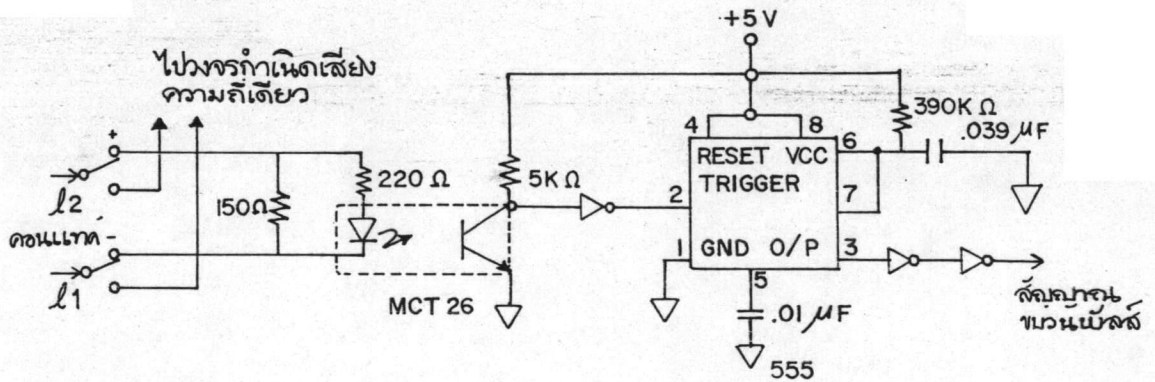 +5V
ไปวงจรกำเนิดเสียง
ความถี่เดียว
390K Ω
.039 μF
4
8
6
RESET VCC
TRIGGER
+
220 Ω
5K Ω
150Ω
2
7
l2
คอนแทค -
1
GND O/P
3
l1
5
MCT 26
.01 μF
สัญญาณ
ขบวนพัลส์
555